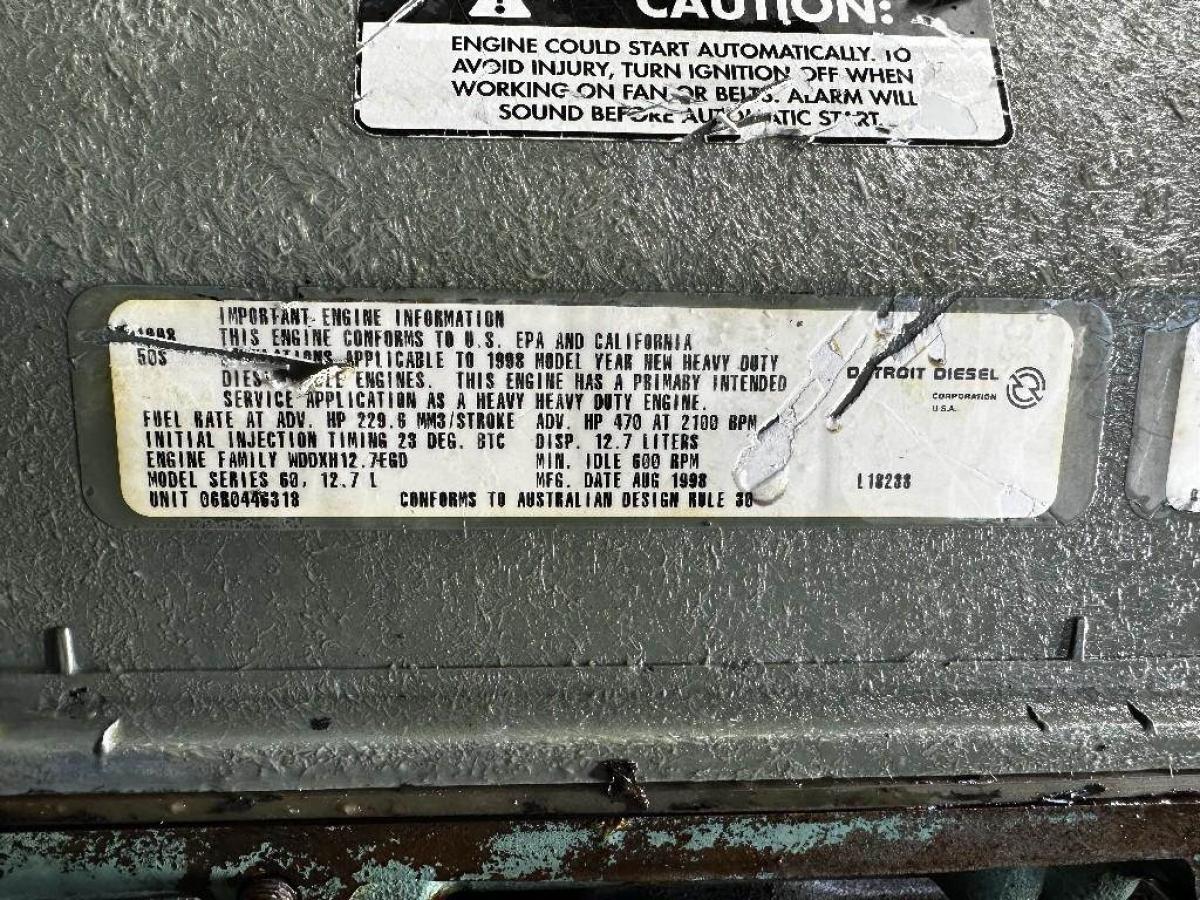 CAUTION:
ENGINE COULD START AUTOMATICALLY. TO
AVOID INJURY, TURN IGNITION OFF WHEN
WORKING ON FAN OR BELTS. ALARM WILL
SOUND BEFORE AUTOMATIC START.
IMPORTANT ENGINE INFORMATION
1998 THIS ENGINE CONFORMS TO U.S. EPA AND CALIFORNIA
50S APPLICABLE TO 1998 MODEL YEAR NEW HEAVY DUTY
ENGINES. THIS ENGINE HAS A PRIMARY INTENDED
SERVICE APPLICATION AS A HEAVY HEAVY DUTY ENGINE.
FUEL RATE AT ADV. HP 229.6 MM3/STROKE ADV. HP 470 AT 2100 RPM
INITIAL INJECTION TIMING 23 DEG. BTC DISP. 12.7 LITERS
ENGINE FAMILY WDDXH12.7EGD MIN. IDLE 600 RPM
MODEL SERIES 60, 12.7 L MFG. DATE AUG 1998 L18238
UNIT 06R0446318 CONFORMS TO AUSTRALIAN DESIGN RULE 30
DETROIT DIESEL
CORPORATION
U.S.A.